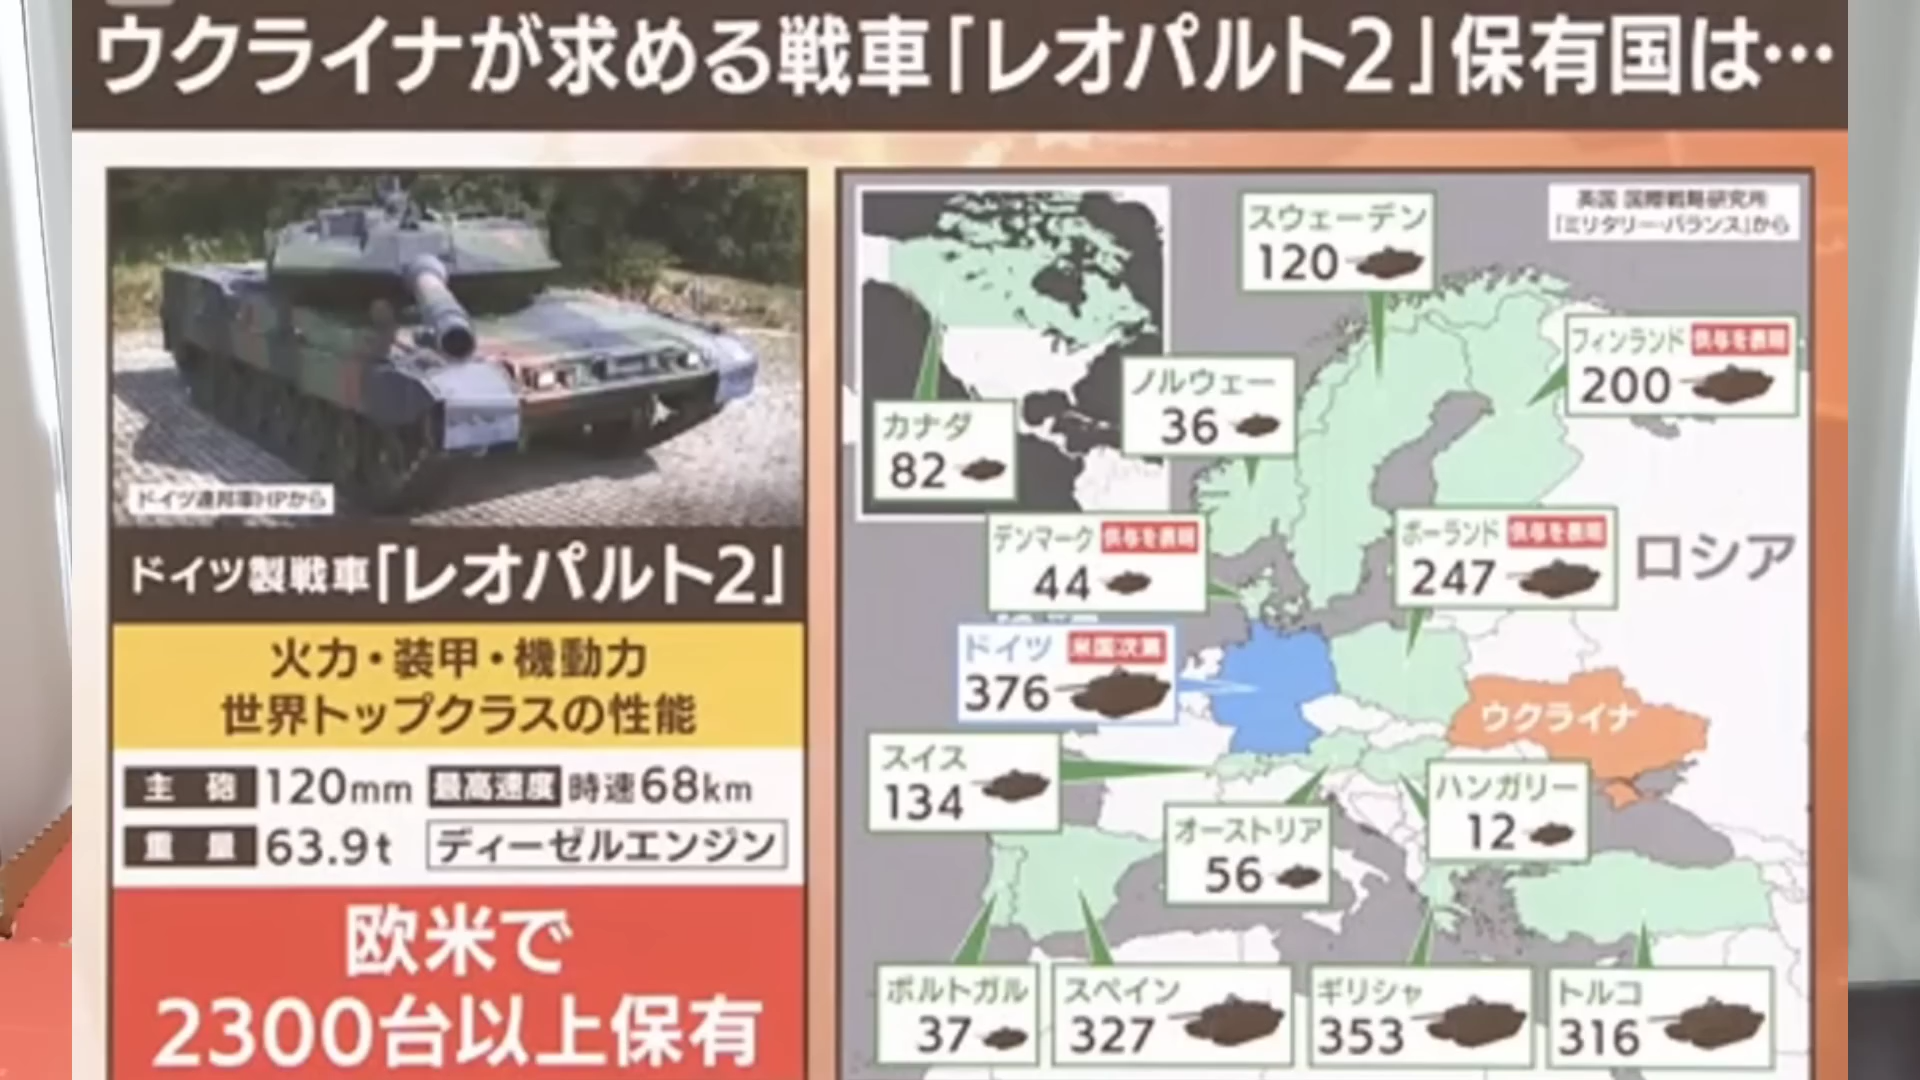 ウクライナが求める戦車「レオパルト2」保有国は…
ドイツ連邦軍HPから
ドイツ製戦車「レオパルト2」
火力・装甲・機動力
世界トップクラスの性能
主砲 120mm 最高速度 時速68km
重量 63.9t ディーゼルエンジン
欧米で
2300台以上保有
英国 国際戦略研究所
「ミリタリー・バランス」から
スウェーデン
120
フィンランド 供与を表明
200
ノルウェー
36
カナダ
82
デンマーク 供与を表明
44
ポーランド 供与を表明
247
ロシア
ドイツ 米国次第
376
ウクライナ
スイス
134
ハンガリー
12
オーストリア
56
ポルトガル
37
スペイン
327
ギリシャ
353
トルコ
316